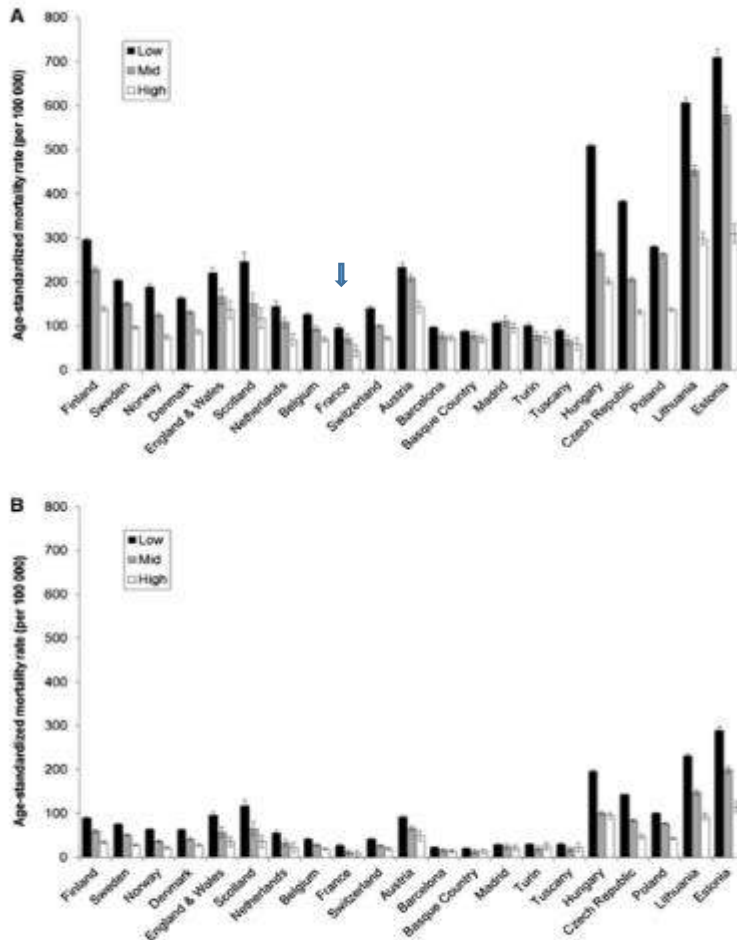 A
Age-standardized mortality rate (per 100 000)
800
700
600
500
400
300
200
100
0
Low
Mid
High
Finland
Sweden
Norway
Denmark
England & Wales
Scotland
Netherlands
Belgium
France
Switzerland
Austria
Barcelona
Basque Country
Madrid
Turin
Tuscany
Hungary
Czech Republic
Poland
Lithuania
Estonia
B
Age-standardized mortality rate (per 100 000)
800
700
600
500
400
300
200
100
0
Low
Mid
High
Finland
Sweden
Norway
Denmark
England & Wales
Scotland
Netherlands
Belgium
France
Switzerland
Austria
Barcelona
Basque Country
Madrid
Turin
Tuscany
Hungary
Czech Republic
Poland
Lithuania
Estonia